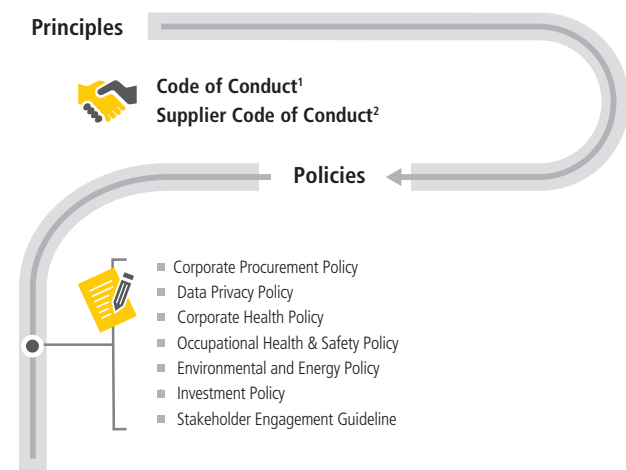 Principles
Code of Conduct¹
Supplier Code of Conduct²
Policies
Corporate Procurement Policy
Data Privacy Policy
Corporate Health Policy
Occupational Health & Safety Policy
Environmental and Energy Policy
Investment Policy
Stakeholder Engagement Guideline